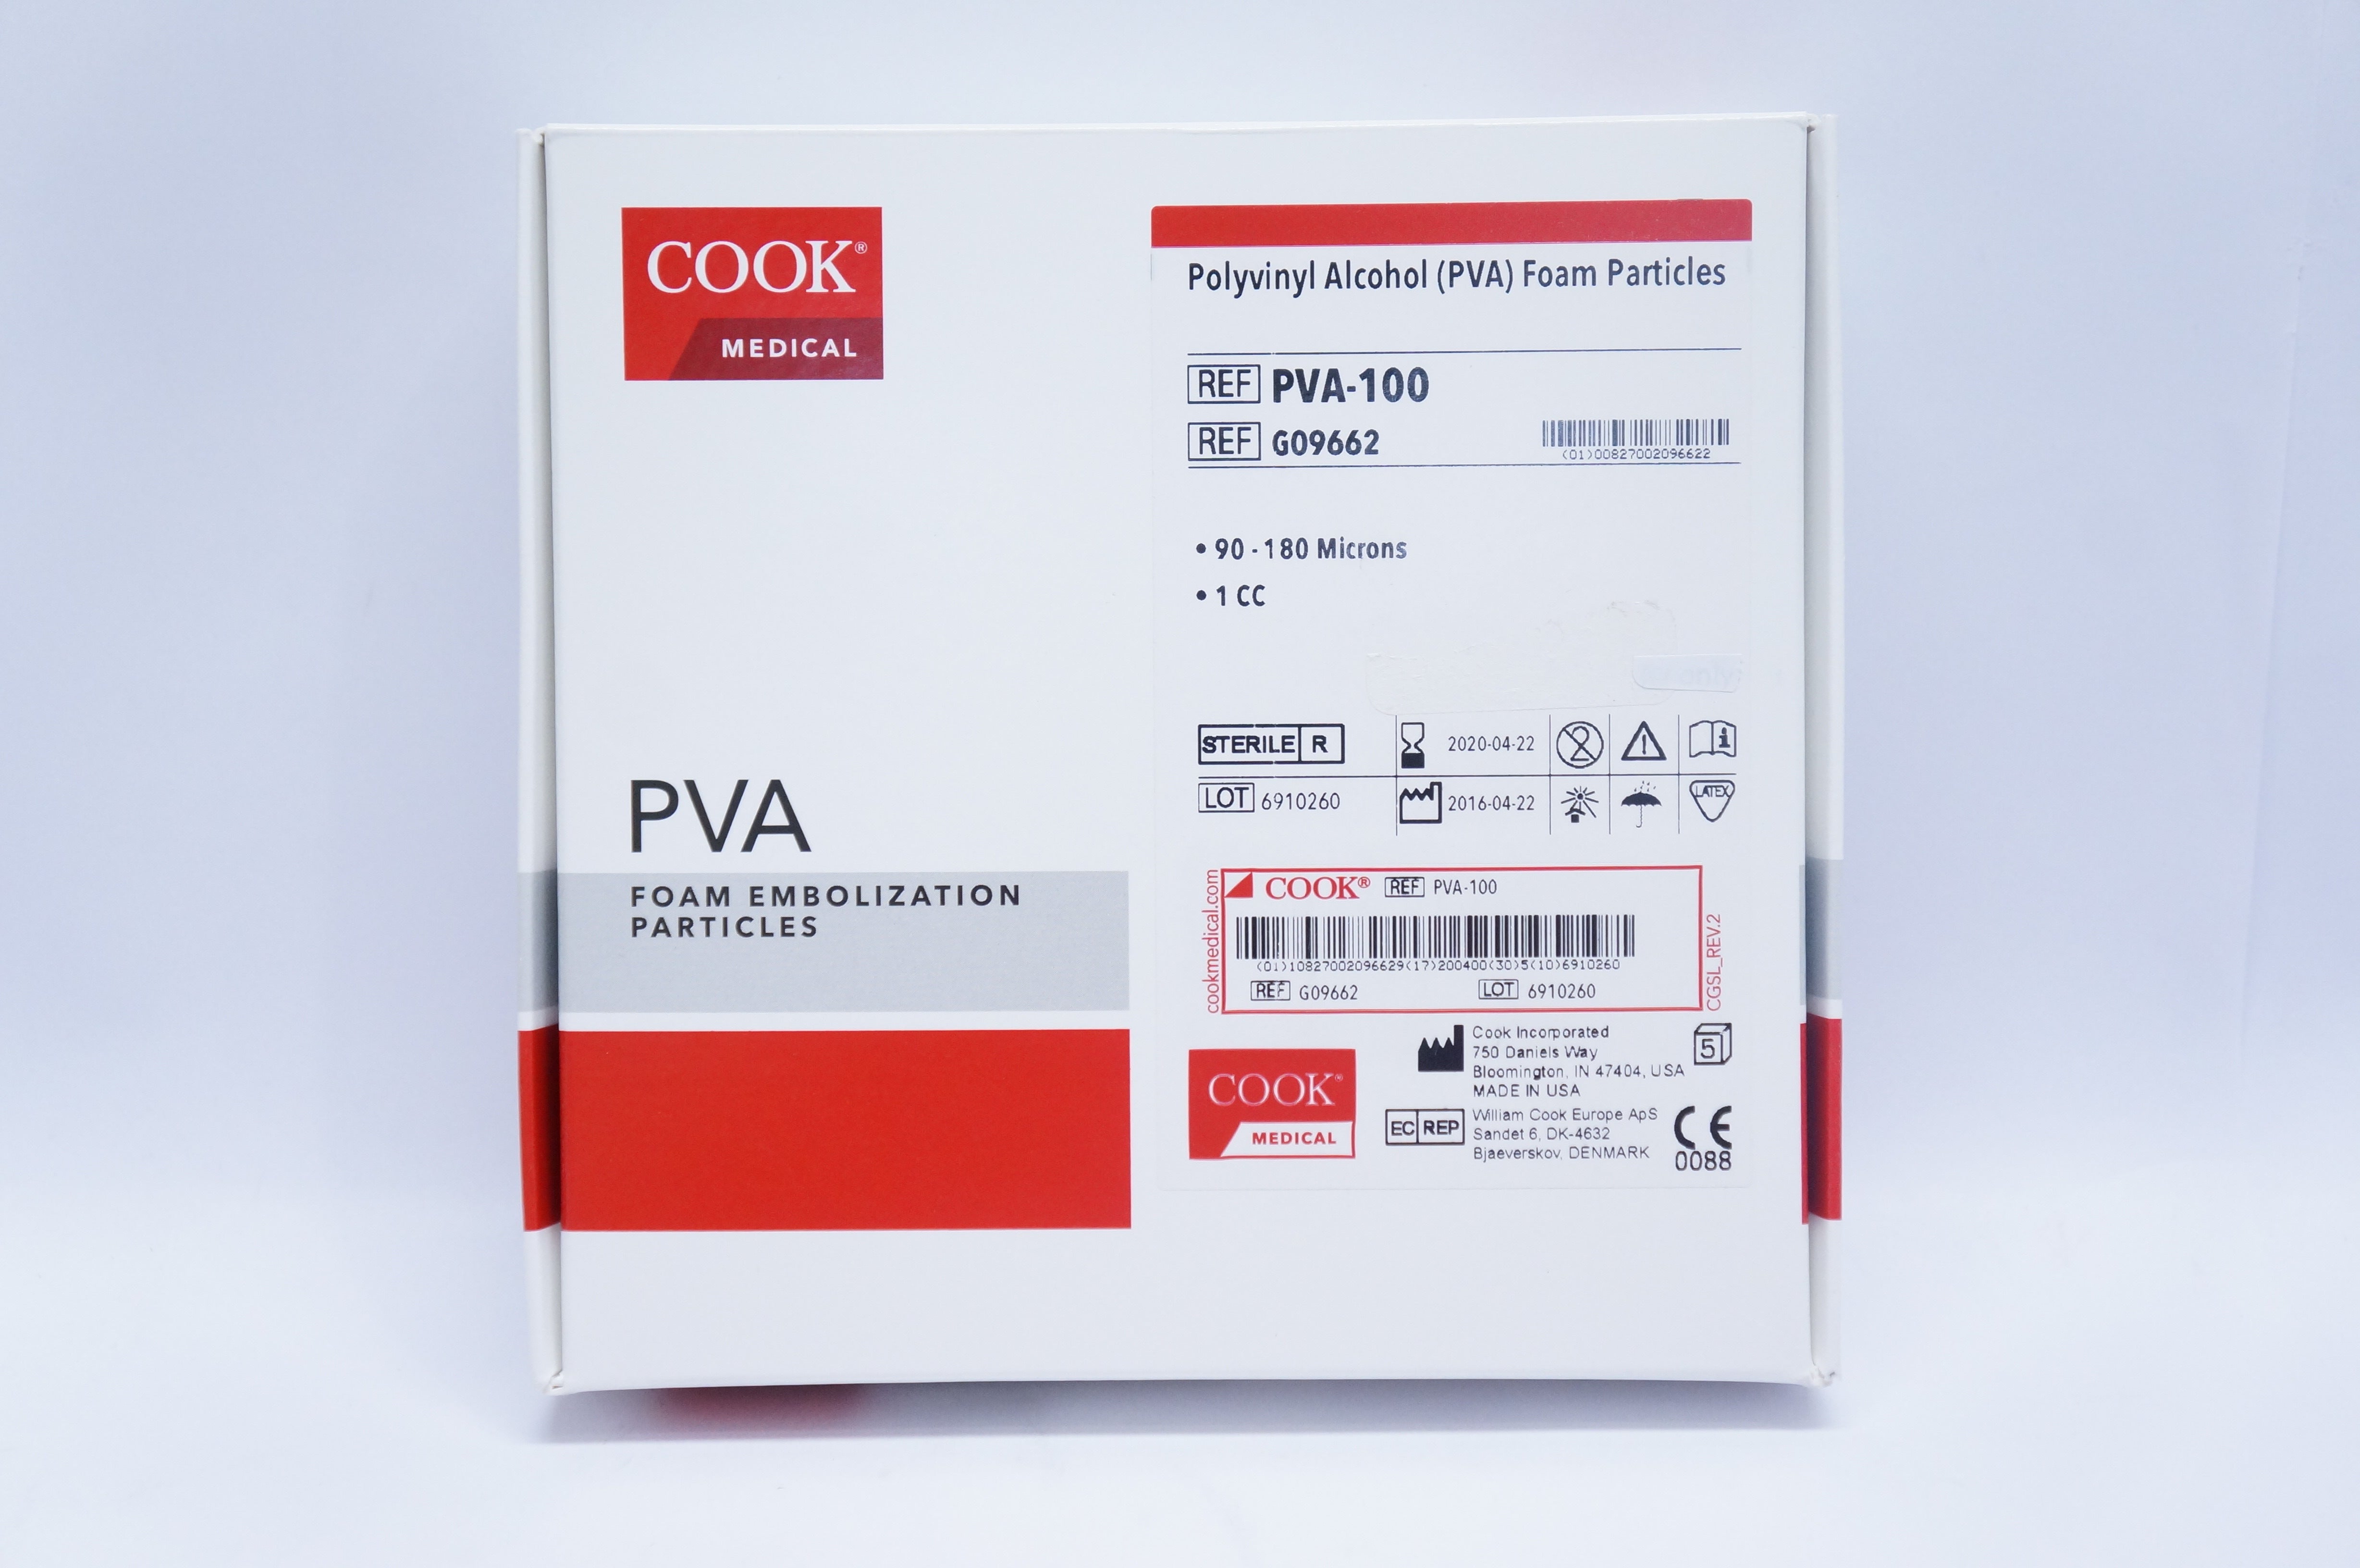 COOK®
MEDICAL
PVA
FOAM EMBOLIZATION
PARTICLES
Polyvinyl Alcohol (PVA) Foam Particles
REF PVA-100
REF G09662
(01)00827002096622
• 90 - 180 Microns
• 1 CC
only
STERILE R 2020-04-22 2
LOT 6910260 2016-04-22 LATEX
cookmedical.com
COOK® REF PVA-100
(01)10827002096629(17)200400(30)5(10)6910260
REF G09662 LOT 6910260
CGSL_REV.2
COOK®
MEDICAL
Cook Incorporated
750 Daniels Way
Bloomington, IN 47404, USA
MADE IN USA
5
EC REP
William Cook Europe ApS
Sandet 6, DK-4632
Bjaeverskov, DENMARK
CE
0088